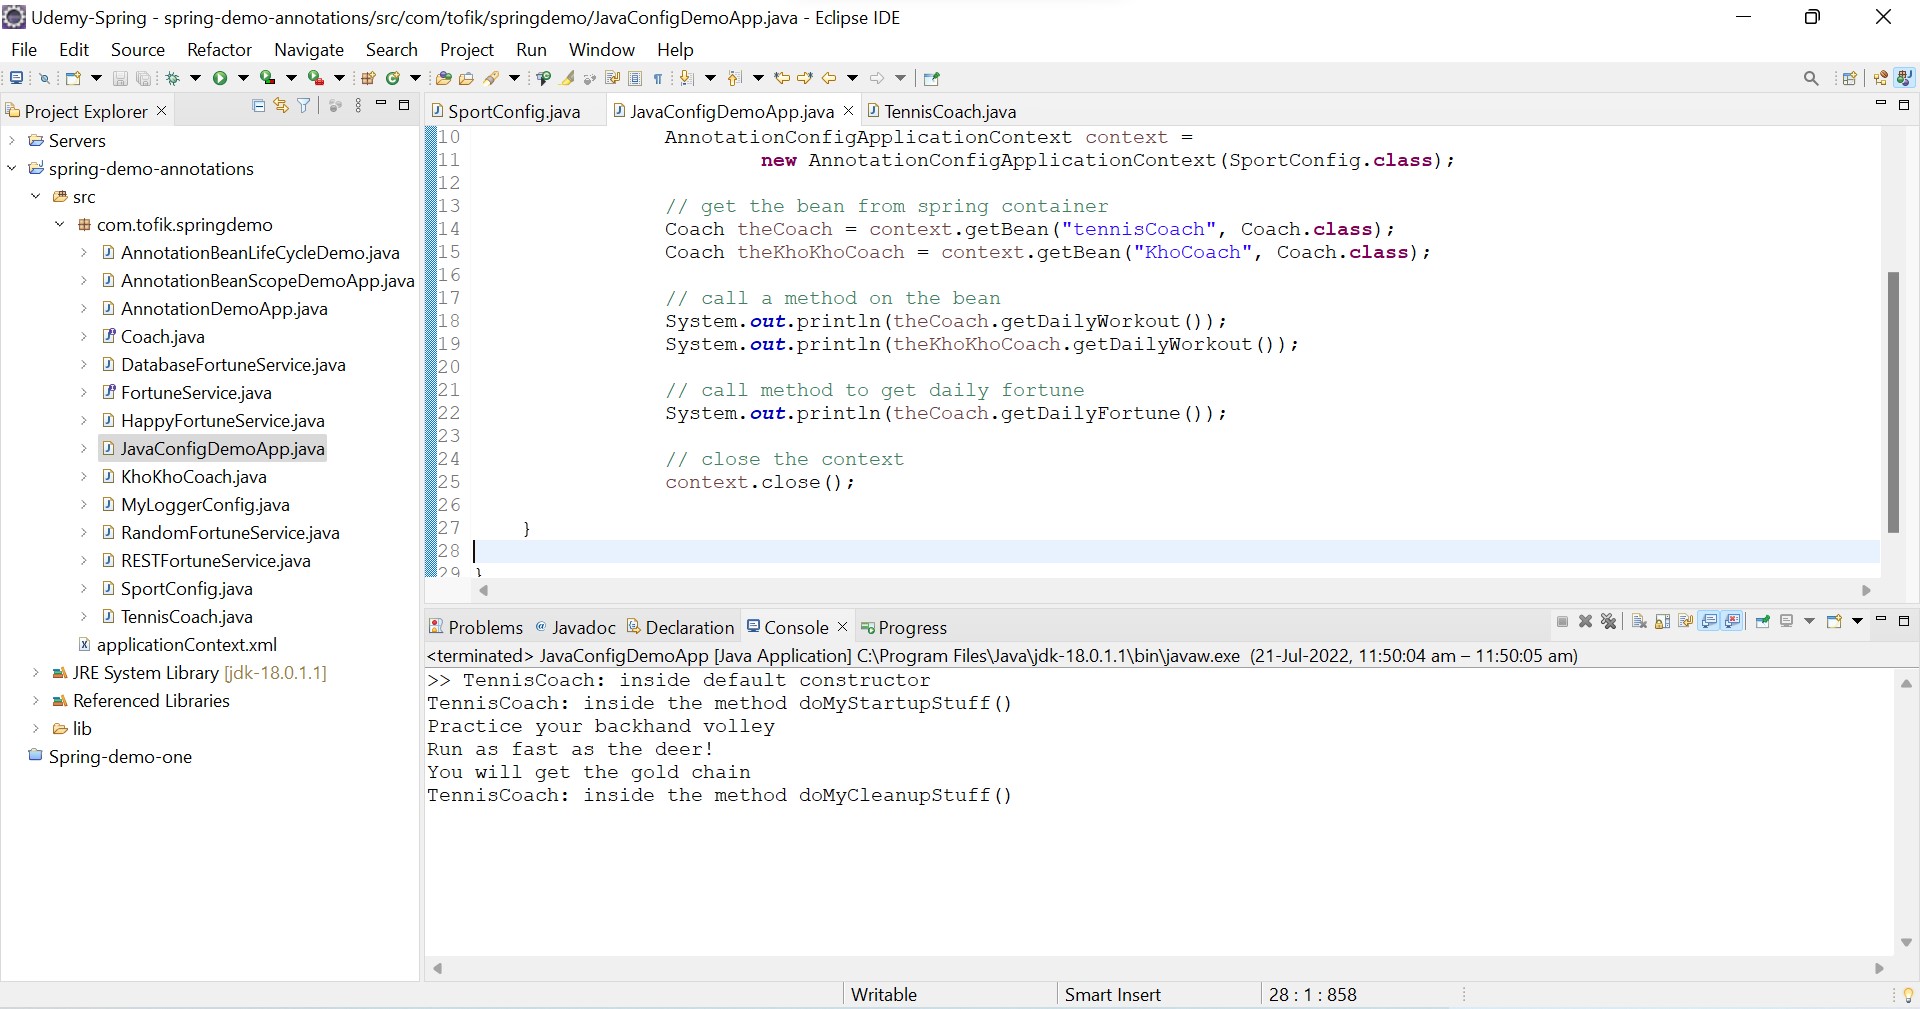 Udemy-Spring - spring-demo-annotations/src/com/tofik/springdemo/JavaConfigDemoApp.java - Eclipse IDE
File Edit Source Refactor Navigate Search Project Run Window Help
Project Explorer
Servers
spring-demo-annotations
src
com.tofik.springdemo
AnnotationBeanLifeCycleDemo.java
AnnotationBeanScopeDemoApp.java
AnnotationDemoApp.java
Coach.java
DatabaseFortuneService.java
FortuneService.java
HappyFortuneService.java
JavaConfigDemoApp.java
KhoKhoCoach.java
MyLoggerConfig.java
RandomFortuneService.java
RESTFortuneService.java
SportConfig.java
TennisCoach.java
applicationContext.xml
JRE System Library [jdk-18.0.1.1]
Referenced Libraries
lib
Spring-demo-one
SportConfig.java JavaConfigDemoApp.java TennisCoach.java
10 AnnotationConfigApplicationContext context =
11 new AnnotationConfigApplicationContext(SportConfig.class);
12
13 // get the bean from spring container
14 Coach theCoach = context.getBean("tennisCoach", Coach.class);
15 Coach theKhoKhoCoach = context.getBean("KhoCoach", Coach.class);
16
17 // call a method on the bean
18 System.out.println(theCoach.getDailyWorkout());
19 System.out.println(theKhoKhoCoach.getDailyWorkout());
20
21 // call method to get daily fortune
22 System.out.println(theCoach.getDailyFortune());
23
24 // close the context
25 context.close();
26
27 }
28
29 }
Problems @ Javadoc Declaration Console Progress
<terminated> JavaConfigDemoApp [Java Application] C:\Program Files\Java\jdk-18.0.1.1\bin\javaw.exe (21-Jul-2022, 11:50:04 am – 11:50:05 am)
>> TennisCoach: inside default constructor
TennisCoach: inside the method doMyStartupStuff()
Practice your backhand volley
Run as fast as the deer!
You will get the gold chain
TennisCoach: inside the method doMyCleanupStuff()
Writable Smart Insert 28 : 1 : 858